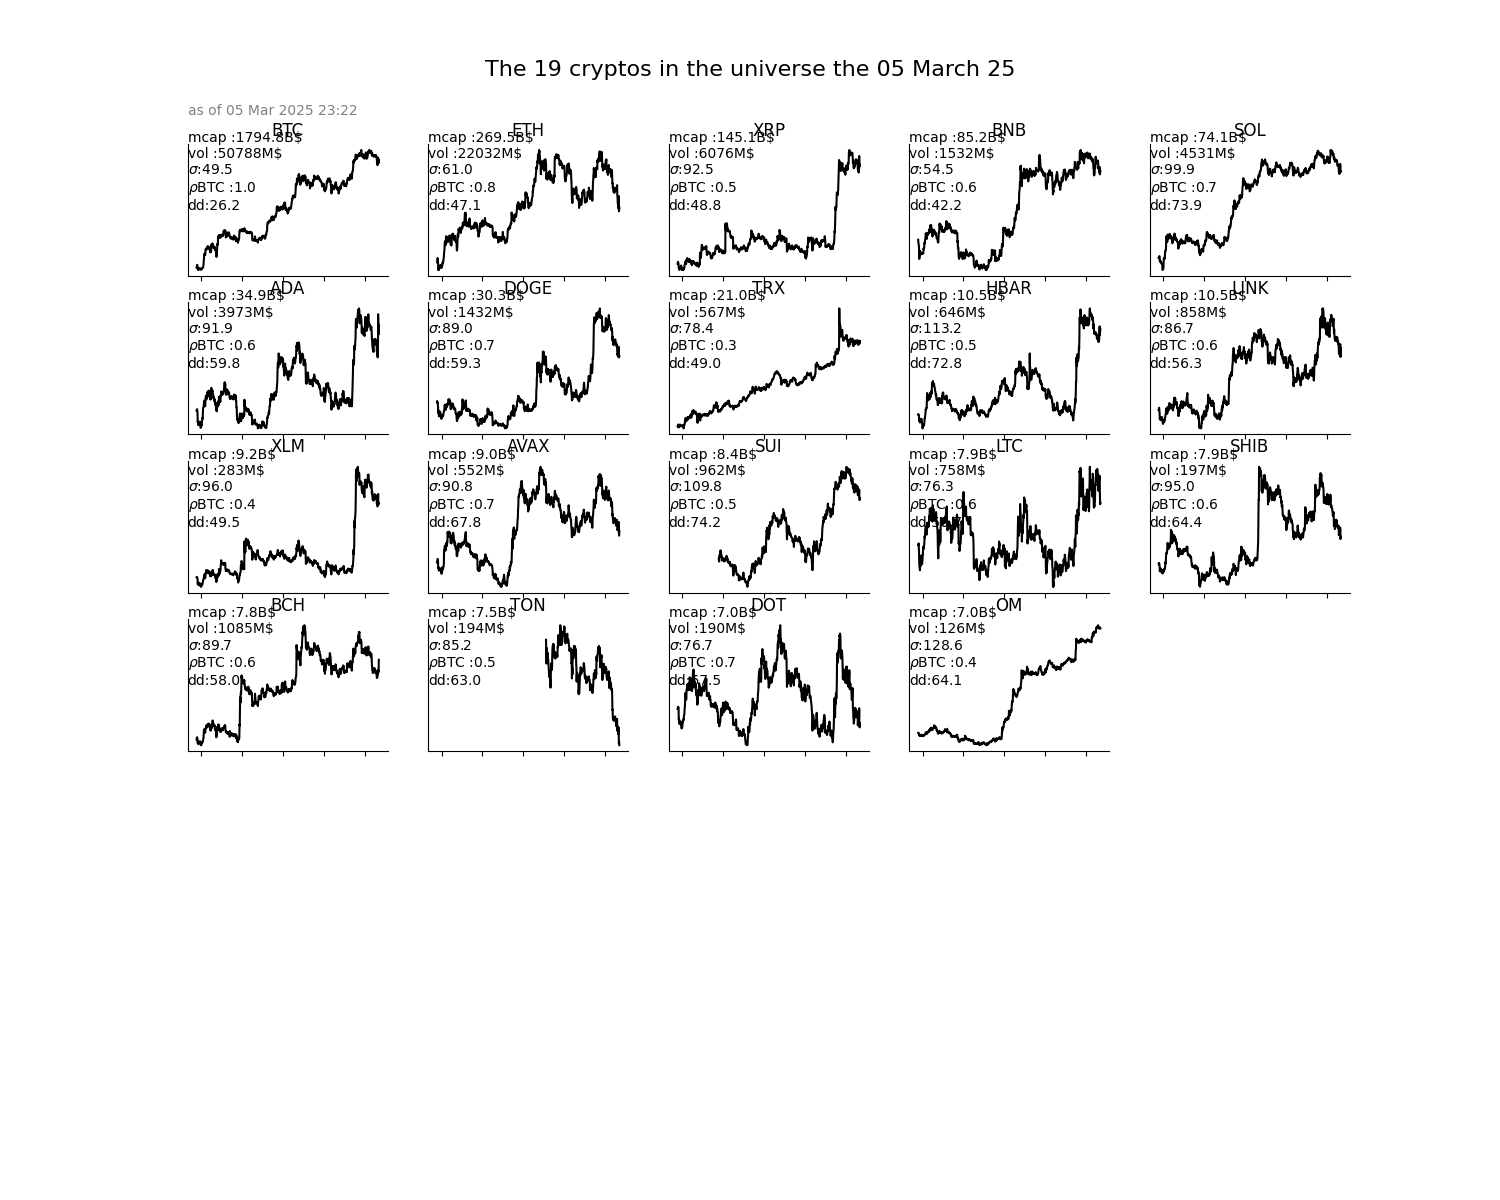 The 19 cryptos in the universe the 05 March 25
as of 05 Mar 2025 23:22
BTC
mcap :1794.8B$
vol :50788M$
σ:49.5
ρBTC :1.0
dd:26.2
ETH
mcap :269.5B$
vol :22032M$
σ:61.0
ρBTC :0.8
dd:47.1
XRP
mcap :145.1B$
vol :6076M$
σ:92.5
ρBTC :0.5
dd:48.8
BNB
mcap :85.2B$
vol :1532M$
σ:54.5
ρBTC :0.6
dd:42.2
SOL
mcap :74.1B$
vol :4531M$
σ:99.9
ρBTC :0.7
dd:73.9
ADA
mcap :34.9B$
vol :3973M$
σ:91.9
ρBTC :0.6
dd:59.8
DOGE
mcap :30.3B$
vol :1432M$
σ:89.0
ρBTC :0.7
dd:59.3
TRX
mcap :21.0B$
vol :567M$
σ:78.4
ρBTC :0.3
dd:49.0
HBAR
mcap :10.5B$
vol :646M$
σ:113.2
ρBTC :0.5
dd:72.8
LINK
mcap :10.5B$
vol :858M$
σ:86.7
ρBTC :0.6
dd:56.3
XLM
mcap :9.2B$
vol :283M$
σ:96.0
ρBTC :0.4
dd:49.5
AVAX
mcap :9.0B$
vol :552M$
σ:90.8
ρBTC :0.7
dd:67.8
SUI
mcap :8.4B$
vol :962M$
σ:109.8
ρBTC :0.5
dd:74.2
LTC
mcap :7.9B$
vol :758M$
σ:76.3
ρBTC :0.6
SHIB
mcap :7.9B$
vol :197M$
σ:95.0
ρBTC :0.6
dd:64.4
BCH
mcap :7.8B$
vol :1085M$
σ:89.7
ρBTC :0.6
dd:58.0
TON
mcap :7.5B$
vol :194M$
σ:85.2
ρBTC :0.5
dd:63.0
DOT
mcap :7.0B$
vol :190M$
σ:76.7
ρBTC :0.7
dd:67.5
OM
mcap :7.0B$
vol :126M$
σ:128.6
ρBTC :0.4
dd:64.1